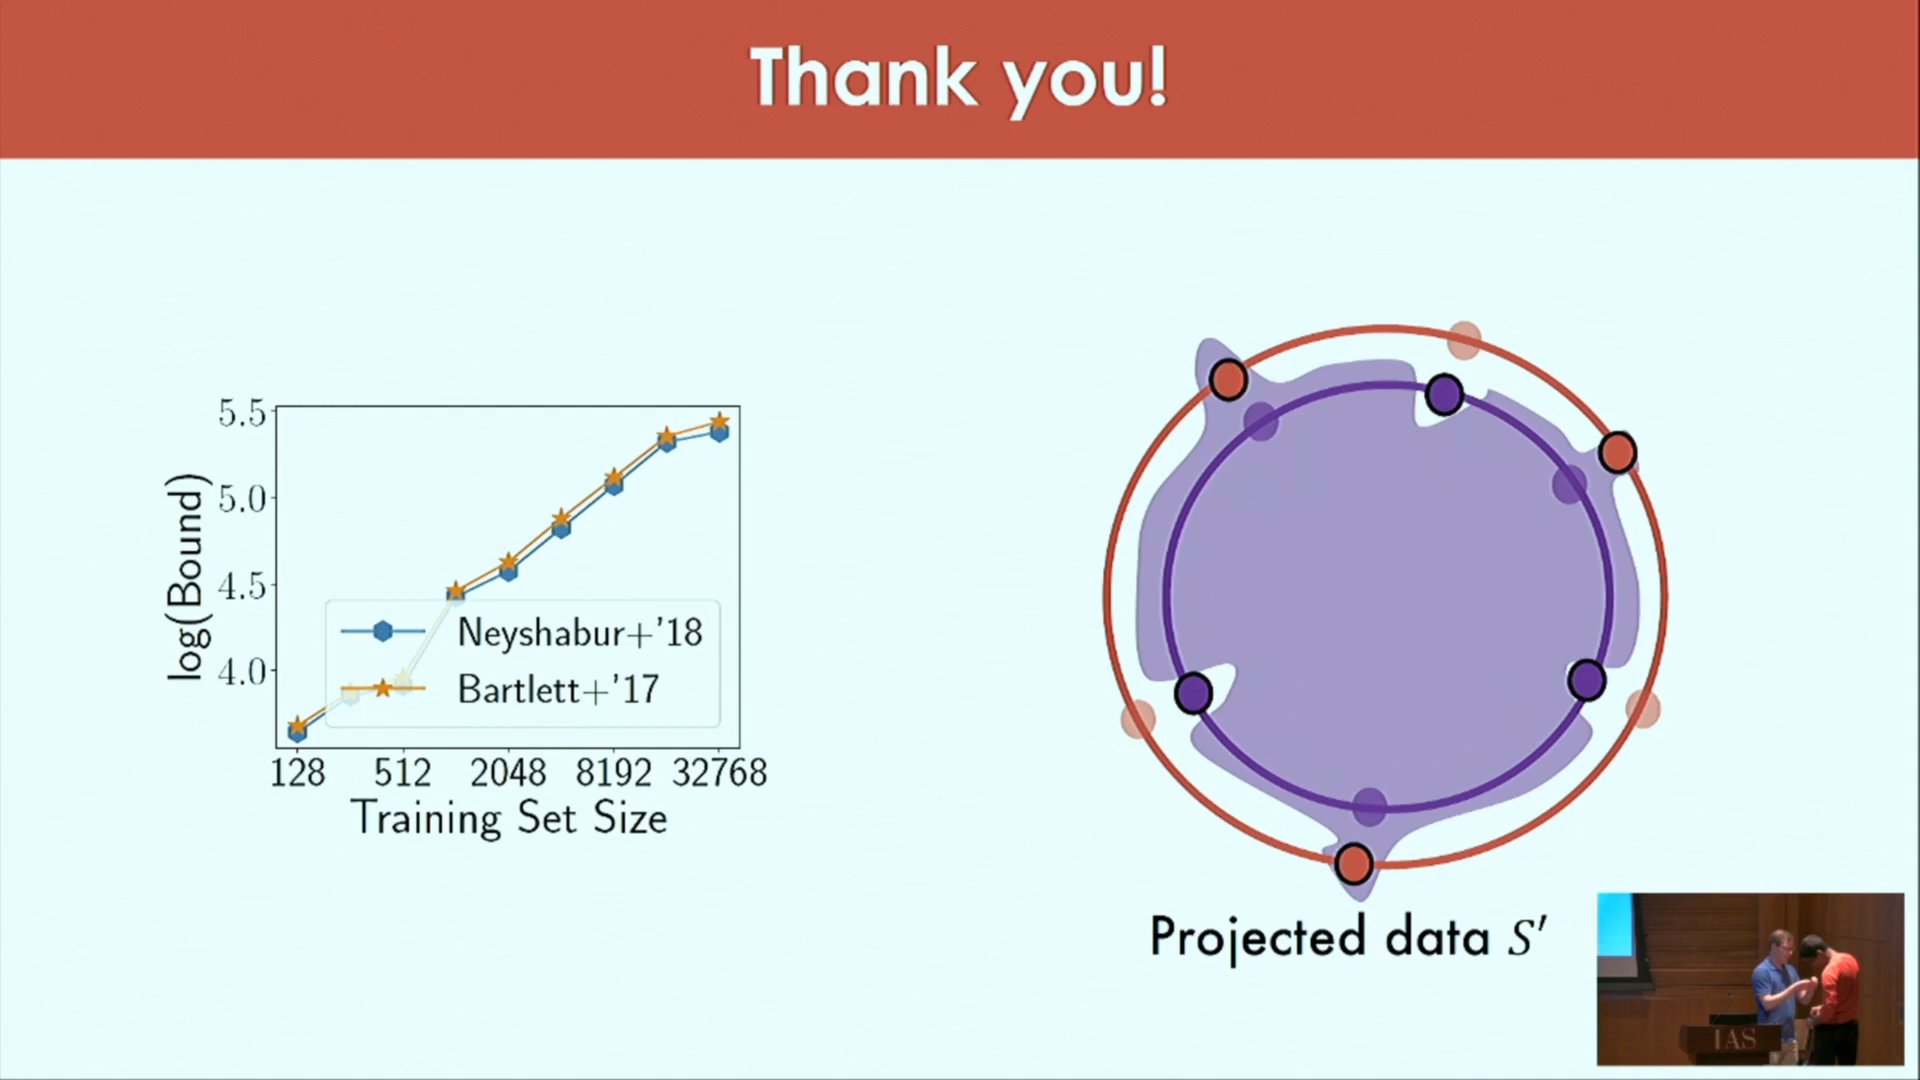 Thank you!
5.5
5.0
4.5
4.0
log(Bound)
Neyshabur+'18
Bartlett+'17
128 512 2048 8192 32768
Training Set Size
Projected data S′
IAS